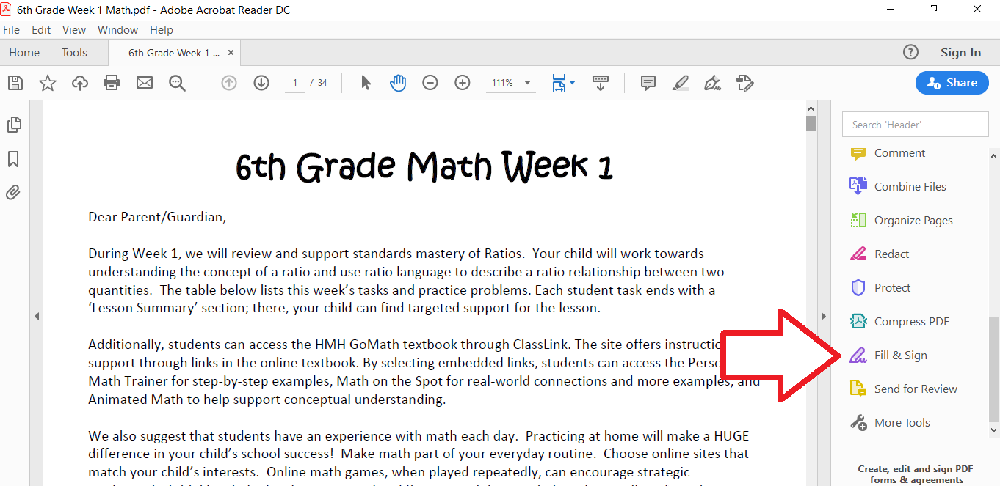 6th Grade Week 1 Math.pdf - Adobe Acrobat Reader DC
File Edit View Window Help
Home Tools 6th Grade Week 1 ... × ? Sign In
1 / 34 111% Share
6th Grade Math Week 1
Dear Parent/Guardian,
During Week 1, we will review and support standards mastery of Ratios. Your child will work towards
understanding the concept of a ratio and use ratio language to describe a ratio relationship between two
quantities. The table below lists this week’s tasks and practice problems. Each student task ends with a
‘Lesson Summary’ section; there, your child can find targeted support for the lesson.
Additionally, students can access the HMH GoMath textbook through ClassLink. The site offers
support through links in the online textbook. By selecting embedded links, students can access the
Math Trainer for step-by-step examples, Math on the Spot for real-world connections and more examples, and
Animated Math to help support conceptual understanding.
We also suggest that students have an experience with math each day. Practicing at home will make a HUGE
difference in your child’s school success! Make math part of your everyday routine. Choose online sites that
match your child’s interests. Online math games, when played repeatedly, can encourage strategic
Search 'Header'
Comment
Combine Files
Organize Pages
Redact
Protect
Compress PDF
Fill & Sign
Send for Review
More Tools
Create, edit and sign PDF
forms & agreements